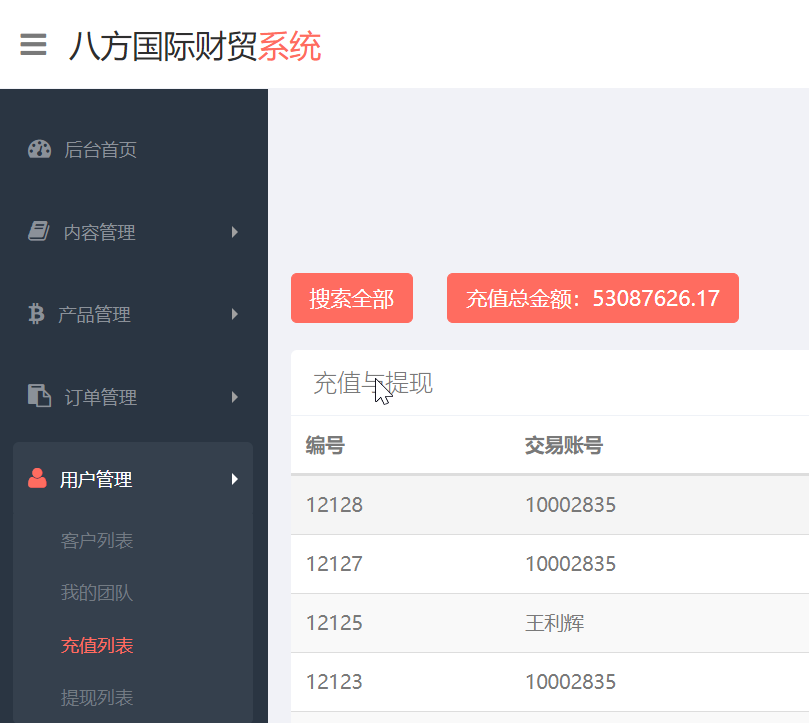 八方国际财贸系统
后台首页
内容管理
产品管理
订单管理
用户管理
客户列表
我的团队
充值列表
提现列表
搜索全部 充值总金额：53087626.17
充值与提现
编号 交易账号
12128 10002835
12127 10002835
12125 王利辉
12123 10002835